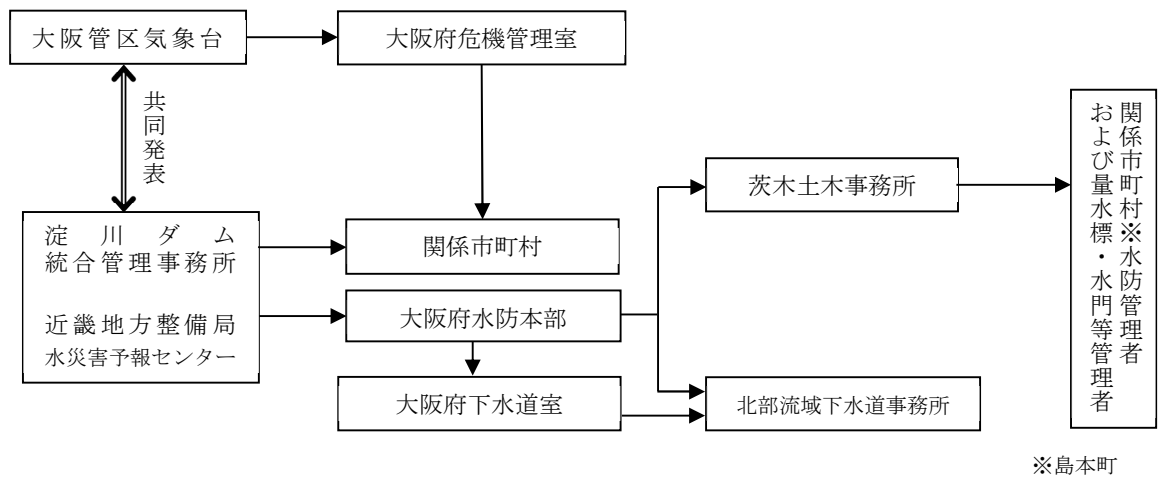 大阪管区気象台
大阪府危機管理室
共同発表
淀川ダム
統合管理事務所
近畿地方整備局
水災害予報センター
関係市町村
大阪府水防本部
大阪府下水道室
茨木土木事務所
北部流域下水道事務所
関係市町村※水防管理者
および量水標・水門等管理者
※島本町